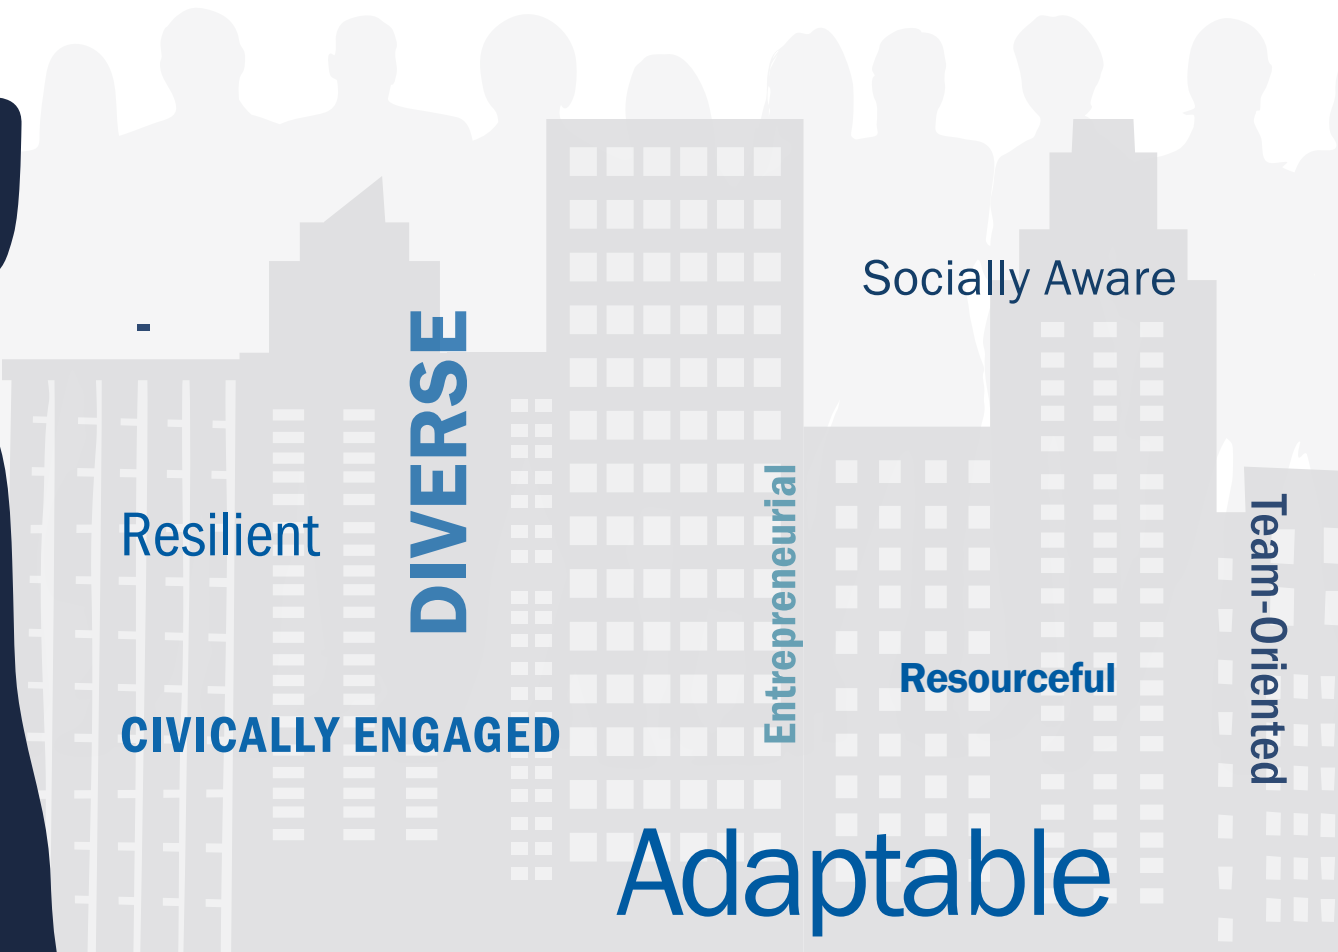 Socially Aware
DIVERSE
Resilient
Entrepreneurial
Team-Oriented
Resourceful
CIVICALLY ENGAGED
Adaptable